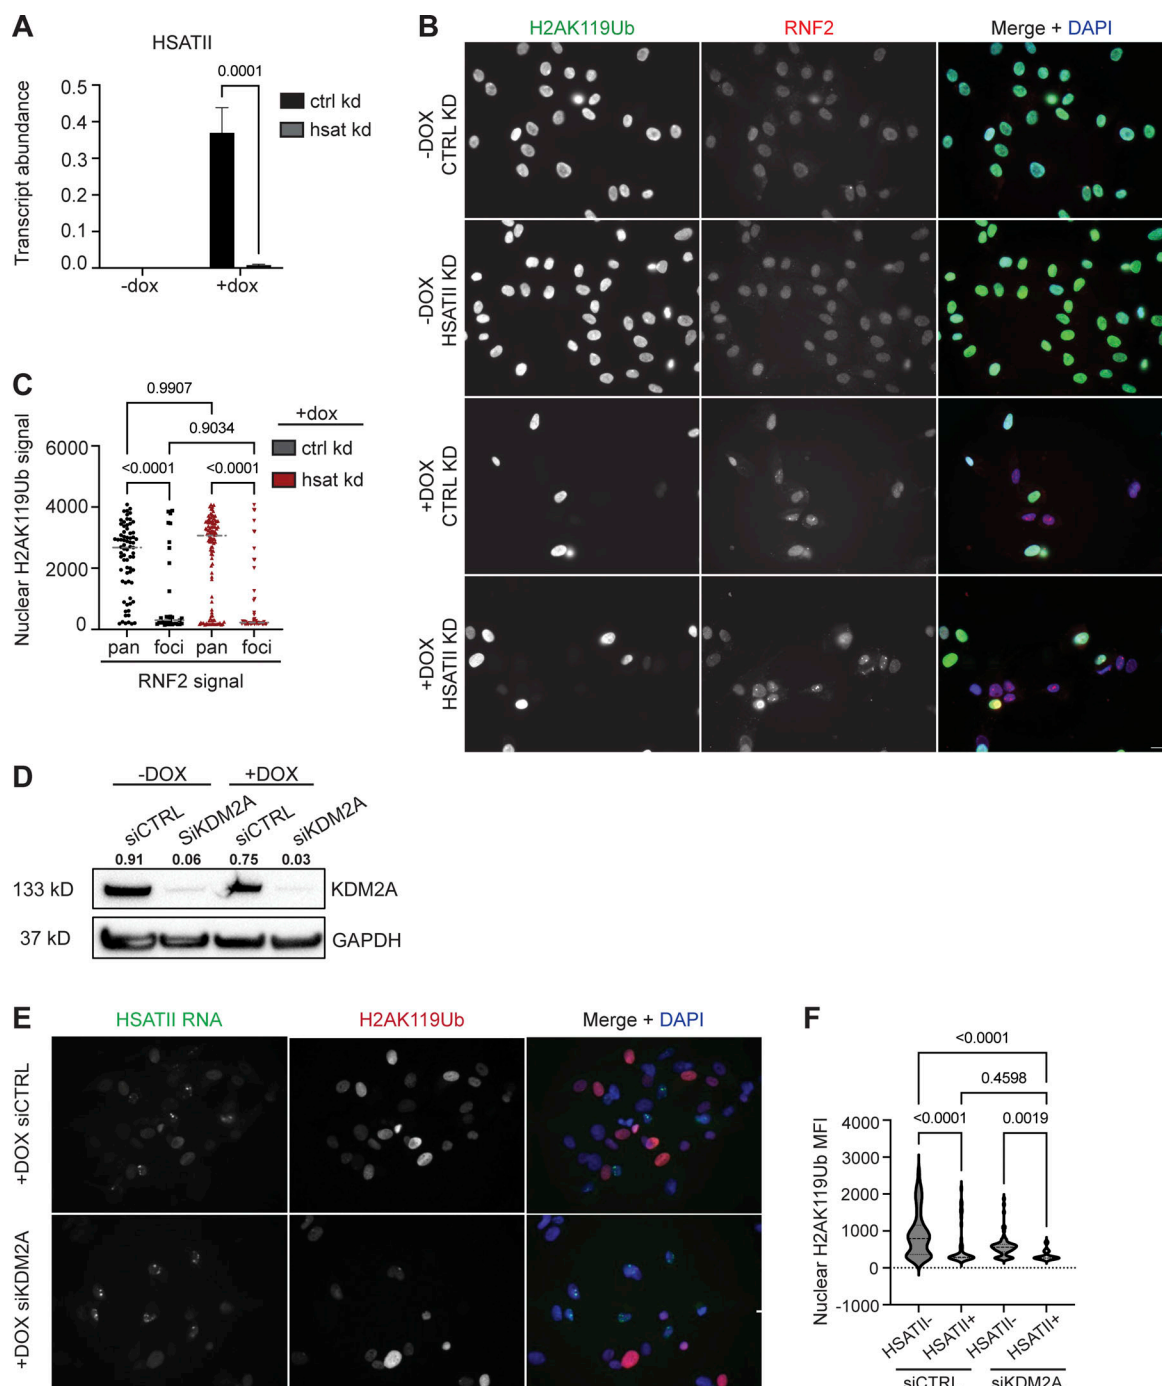 A
HSATII
0.0001
0.5
0.4
0.3
0.2
0.1
0.0
Transcript abundance
-dox
+dox
ctrl kd
hsat kd
B
H2AK119Ub
RNF2
Merge + DAPI
-DOX
CTRL KD
-DOX
HSATII KD
+DOX
CTRL KD
+DOX
HSATII KD
C
0.9907
+dox
0.9034
ctrl kd
hsat kd
<0.0001
<0.0001
6000
4000
2000
0
Nuclear H2AK119Ub signal
pan foci pan foci
RNF2 signal
D
-DOX +DOX
siCTRL SiKDM2A siCTRL siKDM2A
0.91 0.06 0.75 0.03
133 kD KDM2A
37 kD GAPDH
E
HSATII RNA
H2AK119Ub
Merge + DAPI
+DOX siCTRL
+DOX siKDM2A
F
<0.0001
0.4598
<0.0001 0.0019
4000
3000
2000
1000
0
-1000
Nuclear H2AK119Ub MFI
HSATII- HSATII+ HSATII- HSATII+
siCTRL siKDM2A